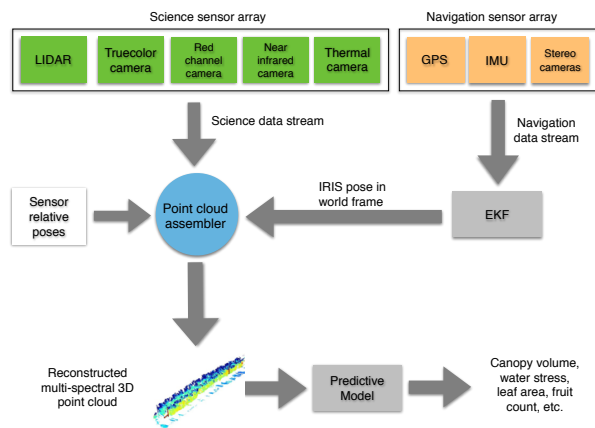 Science sensor array
Navigation sensor array
LIDAR
Truecolor
camera
Red
channel
camera
Near
infrared
camera
Thermal
camera
GPS
IMU
Stereo
cameras
Science data stream
Navigation
data stream
Sensor
relative
poses
Point cloud
assembler
IRIS pose in
world frame
EKF
Reconstructed
multi-spectral 3D
point cloud
Predictive
Model
Canopy volume,
water stress,
leaf area, fruit
count, etc.